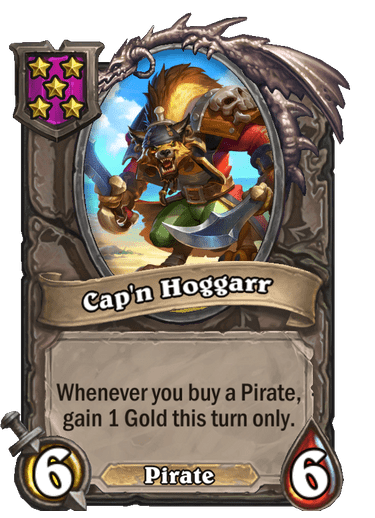 Cap'n Hoggarr
Whenever you buy a Pirate,
gain 1 Gold this turn only.
6
Pirate
6